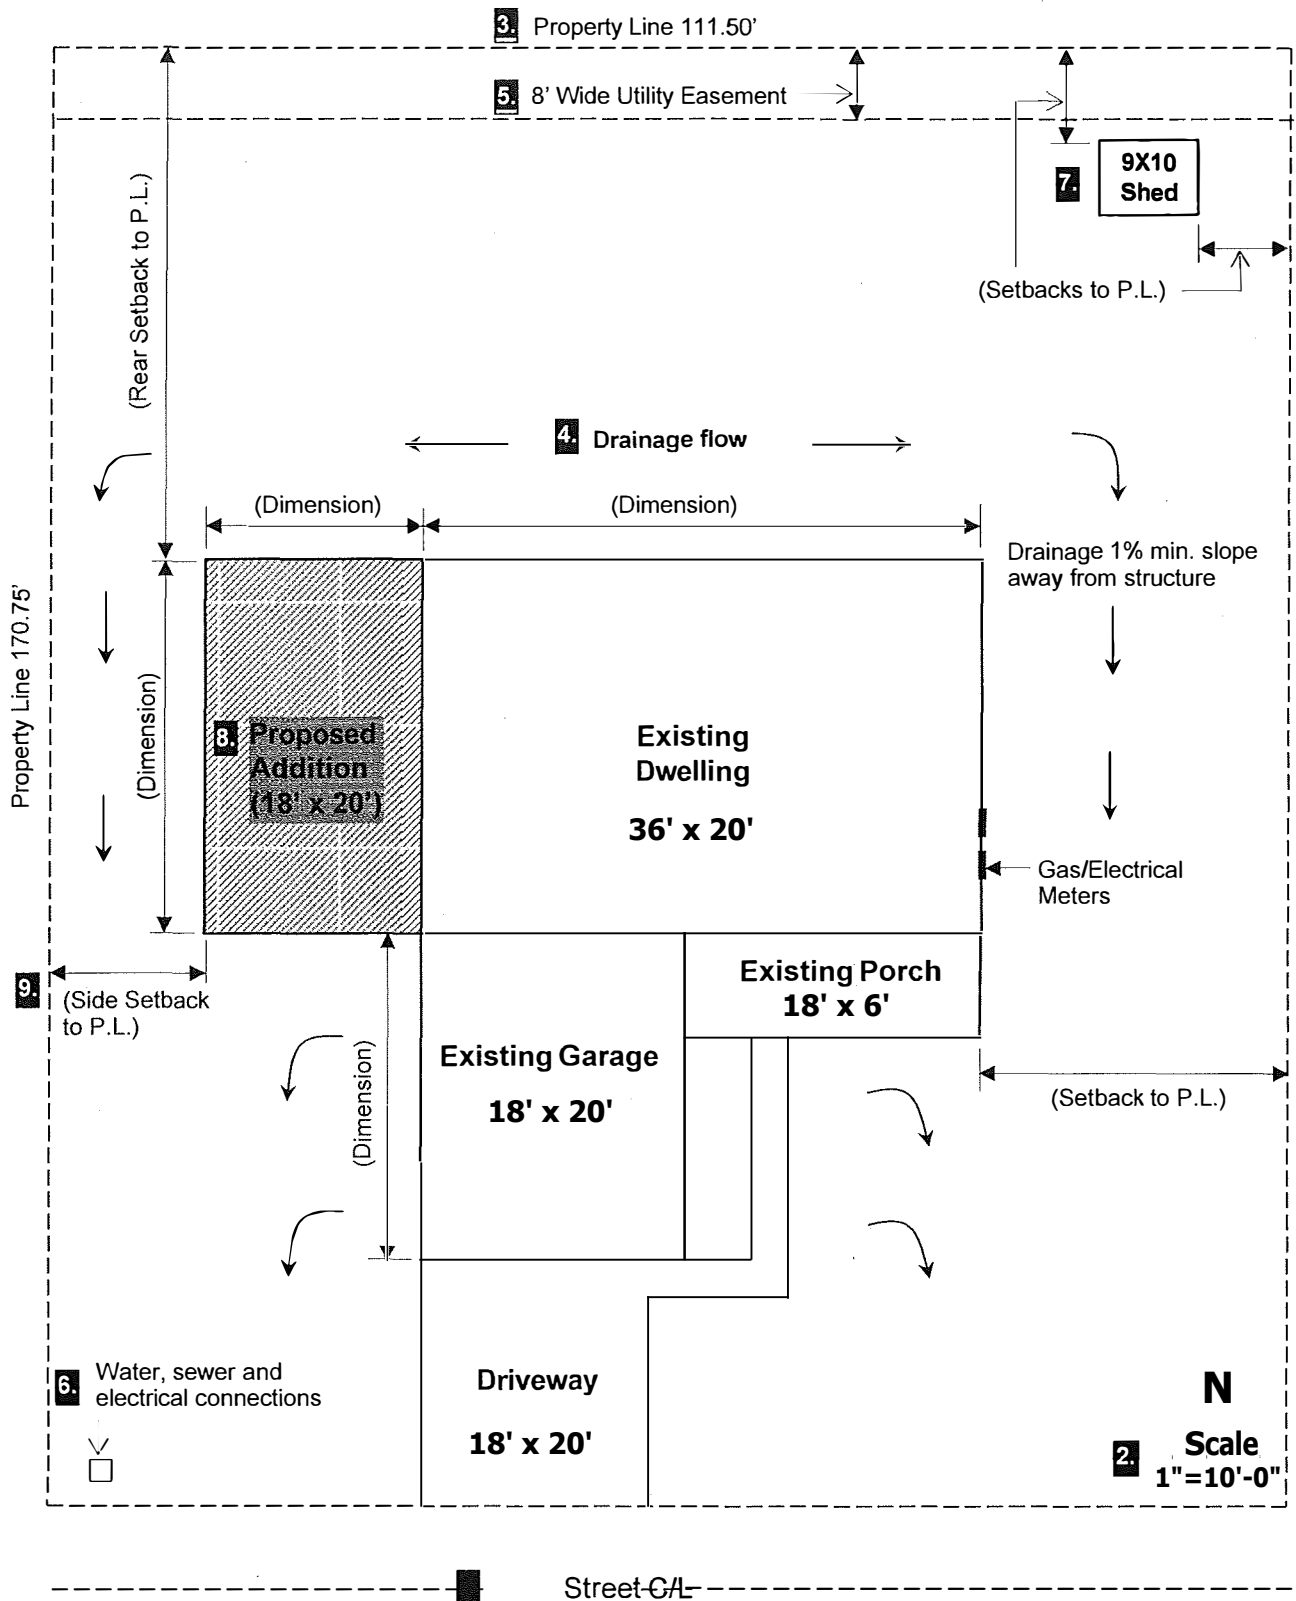 3. Property Line 111.50'
5. 8' Wide Utility Easement
7. 9X10
Shed
(Rear Setback to P.L.)
(Setbacks to P.L.)
4. Drainage flow
(Dimension)
(Dimension)
Drainage 1% min. slope
away from structure
Property Line 170.75'
(Dimension)
8. Proposed
Addition
(18' x 20')
Existing
Dwelling
36' x 20'
Gas/Electrical
Meters
9. (Side Setback
to P.L.)
Existing Porch
18' x 6'
Existing Garage
18' x 20'
(Dimension)
(Setback to P.L.)
6. Water, sewer and
electrical connections
Driveway
18' x 20'
N
2. Scale
1"=10'-0"
Street C/L